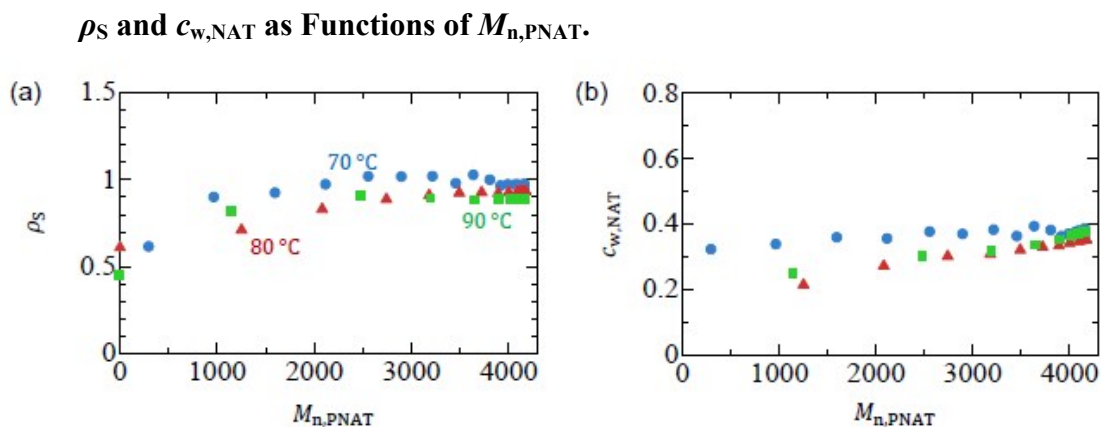 ρS and cw,NAT as Functions of Mn,PNAT.
(a)
1.5
1
0.5
0
ρS
70 °C
80 °C
90 °C
0 1000 2000 3000 4000
Mn,PNAT
(b)
0.8
0.6
0.4
0.2
0
cw,NAT
0 1000 2000 3000 4000
Mn,PNAT